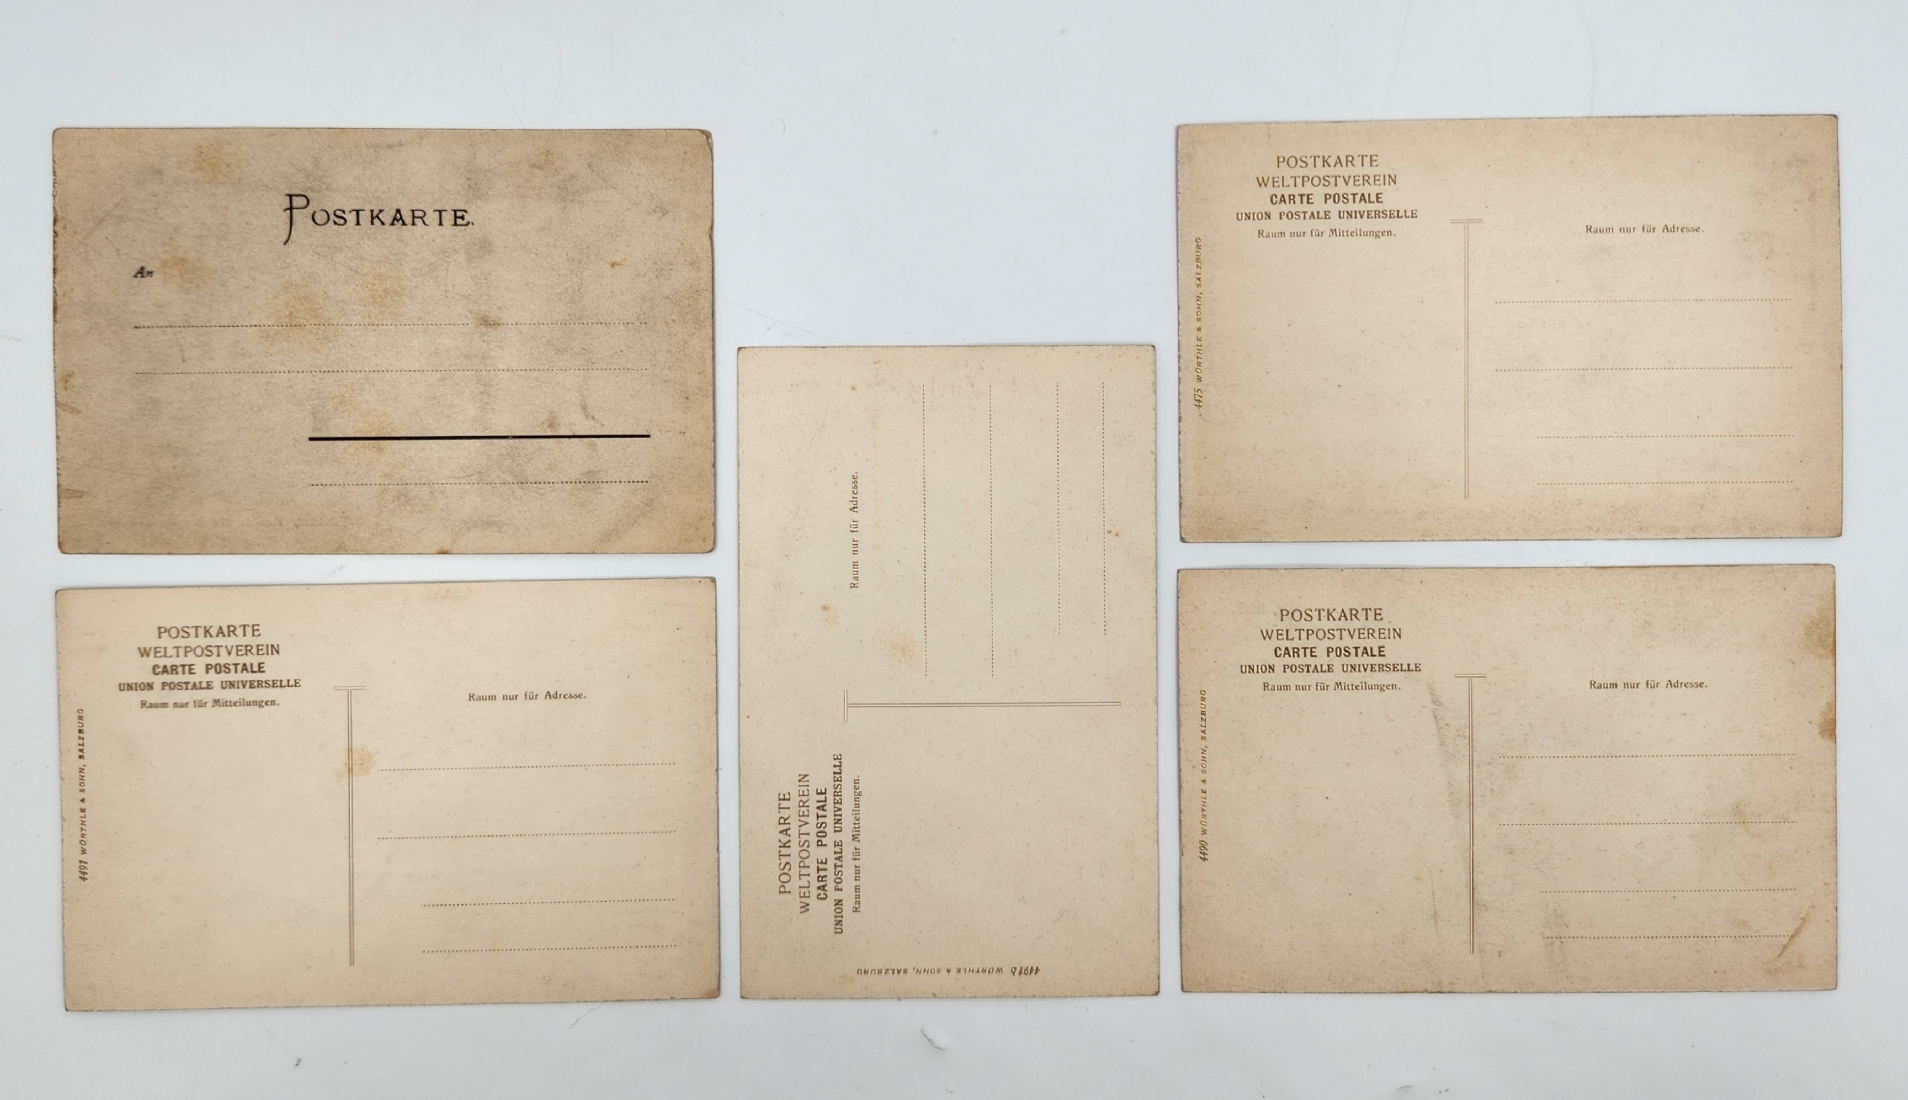 POSTKARTE.
An
POSTKARTE
WELTPOSTVEREIN
CARTE POSTALE
UNION POSTALE UNIVERSELLE
Raum nur für Mitteilungen.
Raum nur für Adresse.
4491 WÜRTHLE & SOHN, SALZBURG
POSTKARTE
WELTPOSTVEREIN
CARTE POSTALE
UNION POSTALE UNIVERSELLE
Raum nur für Mitteilungen.
Raum nur für Adresse.
4491b WÜRTHLE & SOHN, SALZBURG
POSTKARTE
WELTPOSTVEREIN
CARTE POSTALE
UNION POSTALE UNIVERSELLE
Raum nur für Mitteilungen.
Raum nur für Adresse.
4475 WÜRTHLE & SOHN, SALZBURG
POSTKARTE
WELTPOSTVEREIN
CARTE POSTALE
UNION POSTALE UNIVERSELLE
Raum nur für Mitteilungen.
Raum nur für Adresse.
4490 WÜRTHLE & SOHN, SALZBURG